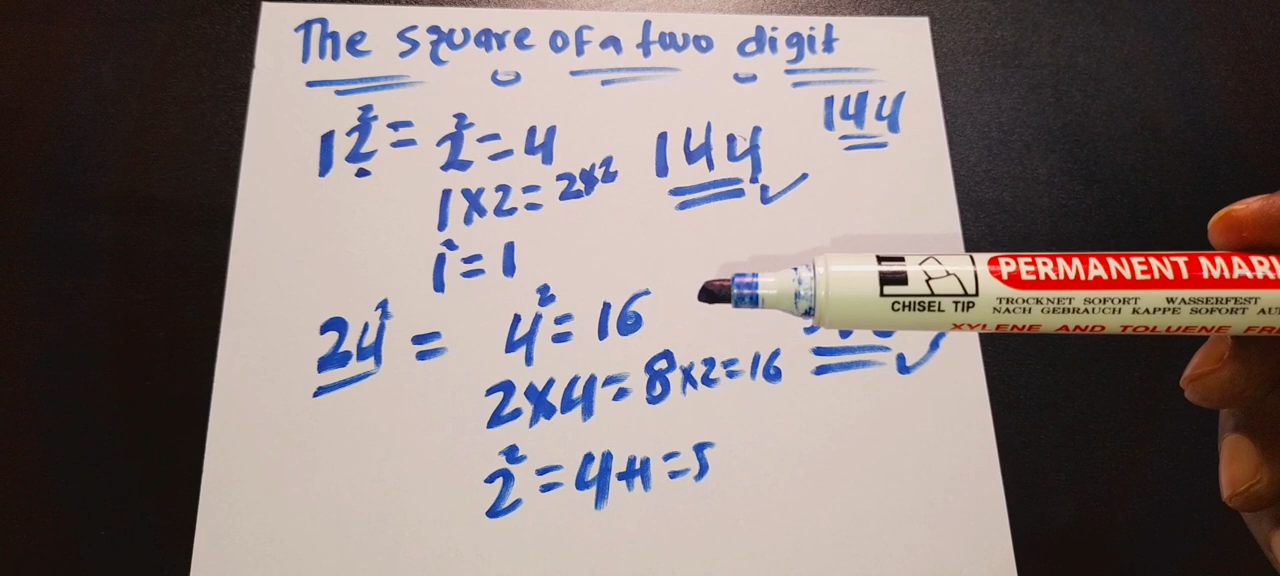 The square of a two digit
12² = 2² = 4 144 144
1×2 = 2×2
1² = 1
24² = 4² = 16
2×4 = 8×2 = 16
2² = 4+1 = 5
CHISEL TIP
PERMANENT MAR
TROCKNET SOFORT WASSERFEST
NACH GEBRAUCH KAPPE SOFORT
XYLENE AND TOLUENE FR